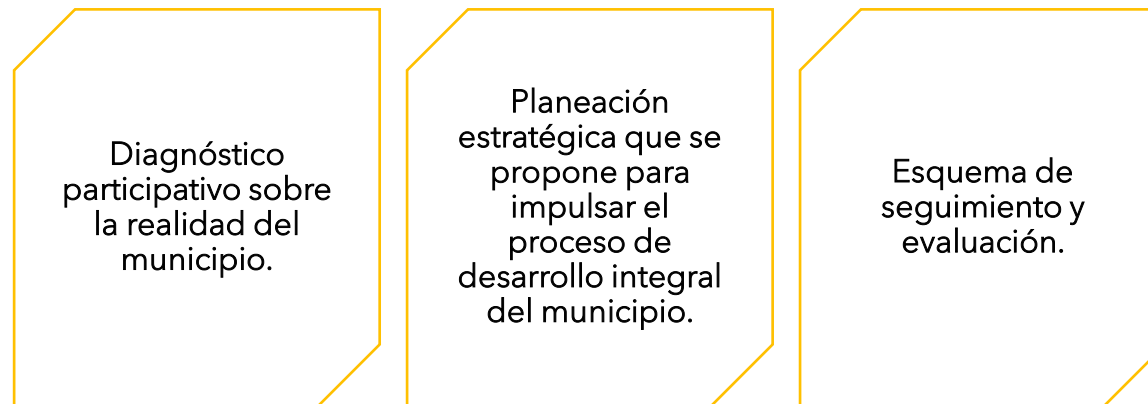 Diagnóstico
participativo sobre
la realidad del
municipio.
Planeación
estratégica que se
propone para
impulsar el
proceso de
desarrollo integral
del municipio.
Esquema de
seguimiento y
evaluación.